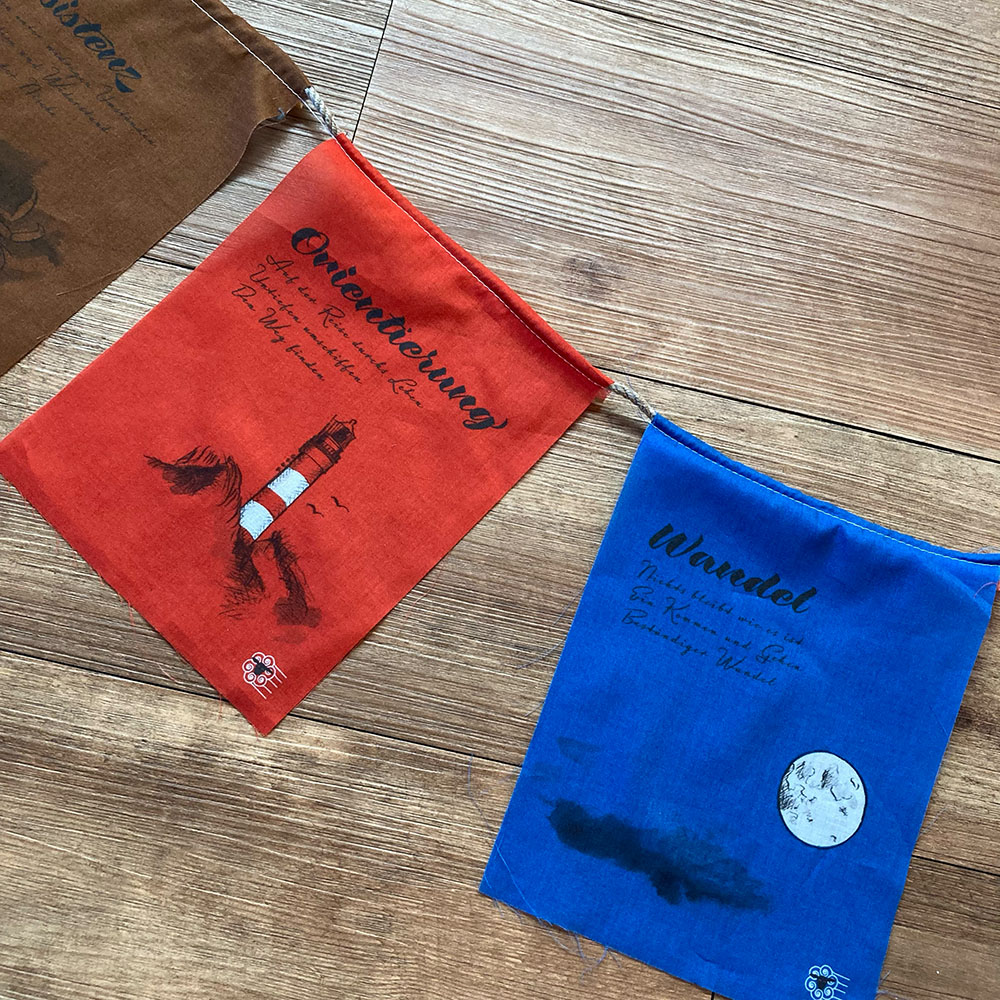 sistenz
Orientierung
Auf der Reise durchs Leben
Untiefen umschiffen
Den Weg finden
Wandel
Nichts bleibt wie es ist
Ein Kommen und Gehen
Beständiger Wandel